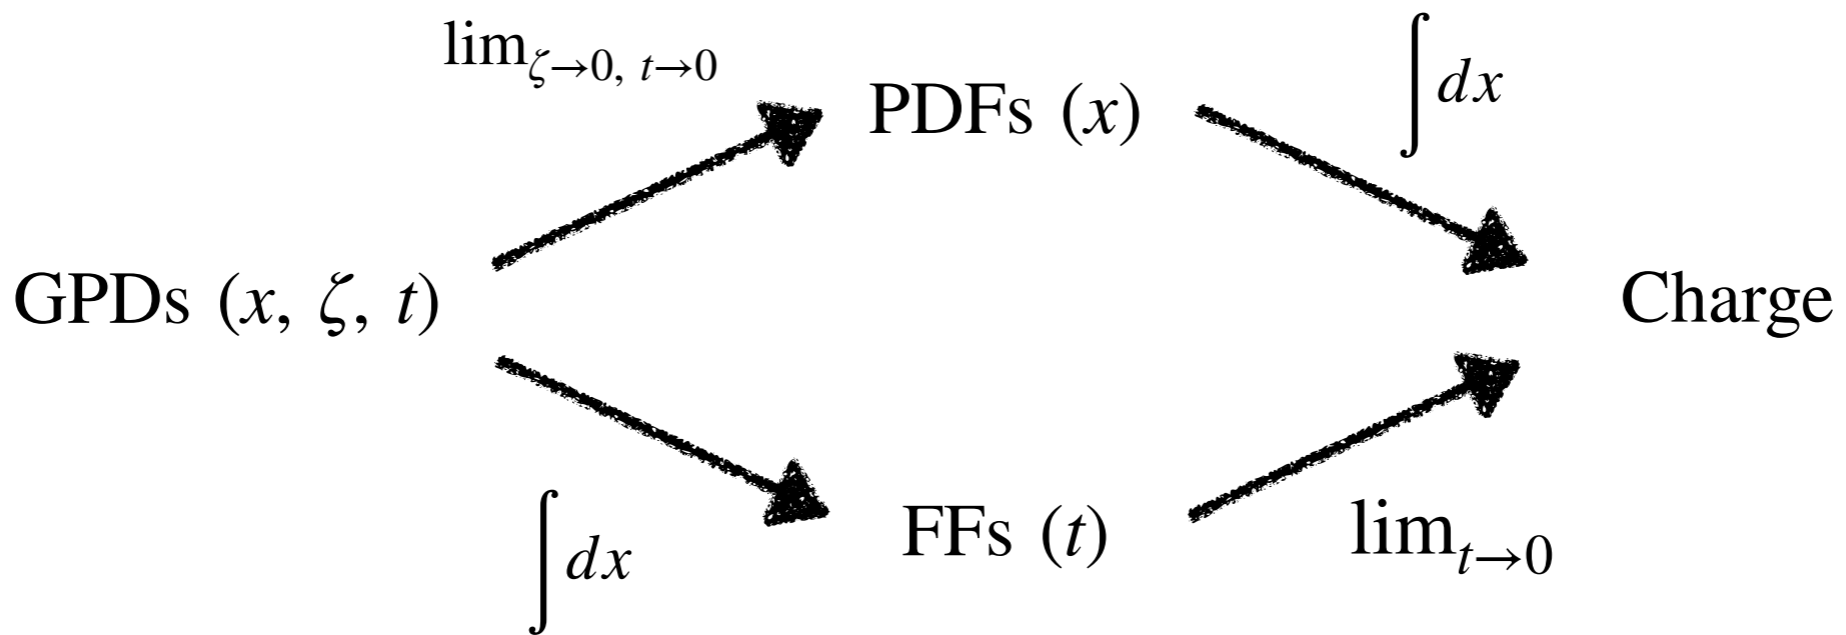 lim_{ζ→0, t→0}
∫dx
PDFs (x)
GPDs (x, ζ, t)
Charge
FFs (t)
∫dx
lim_{t→0}